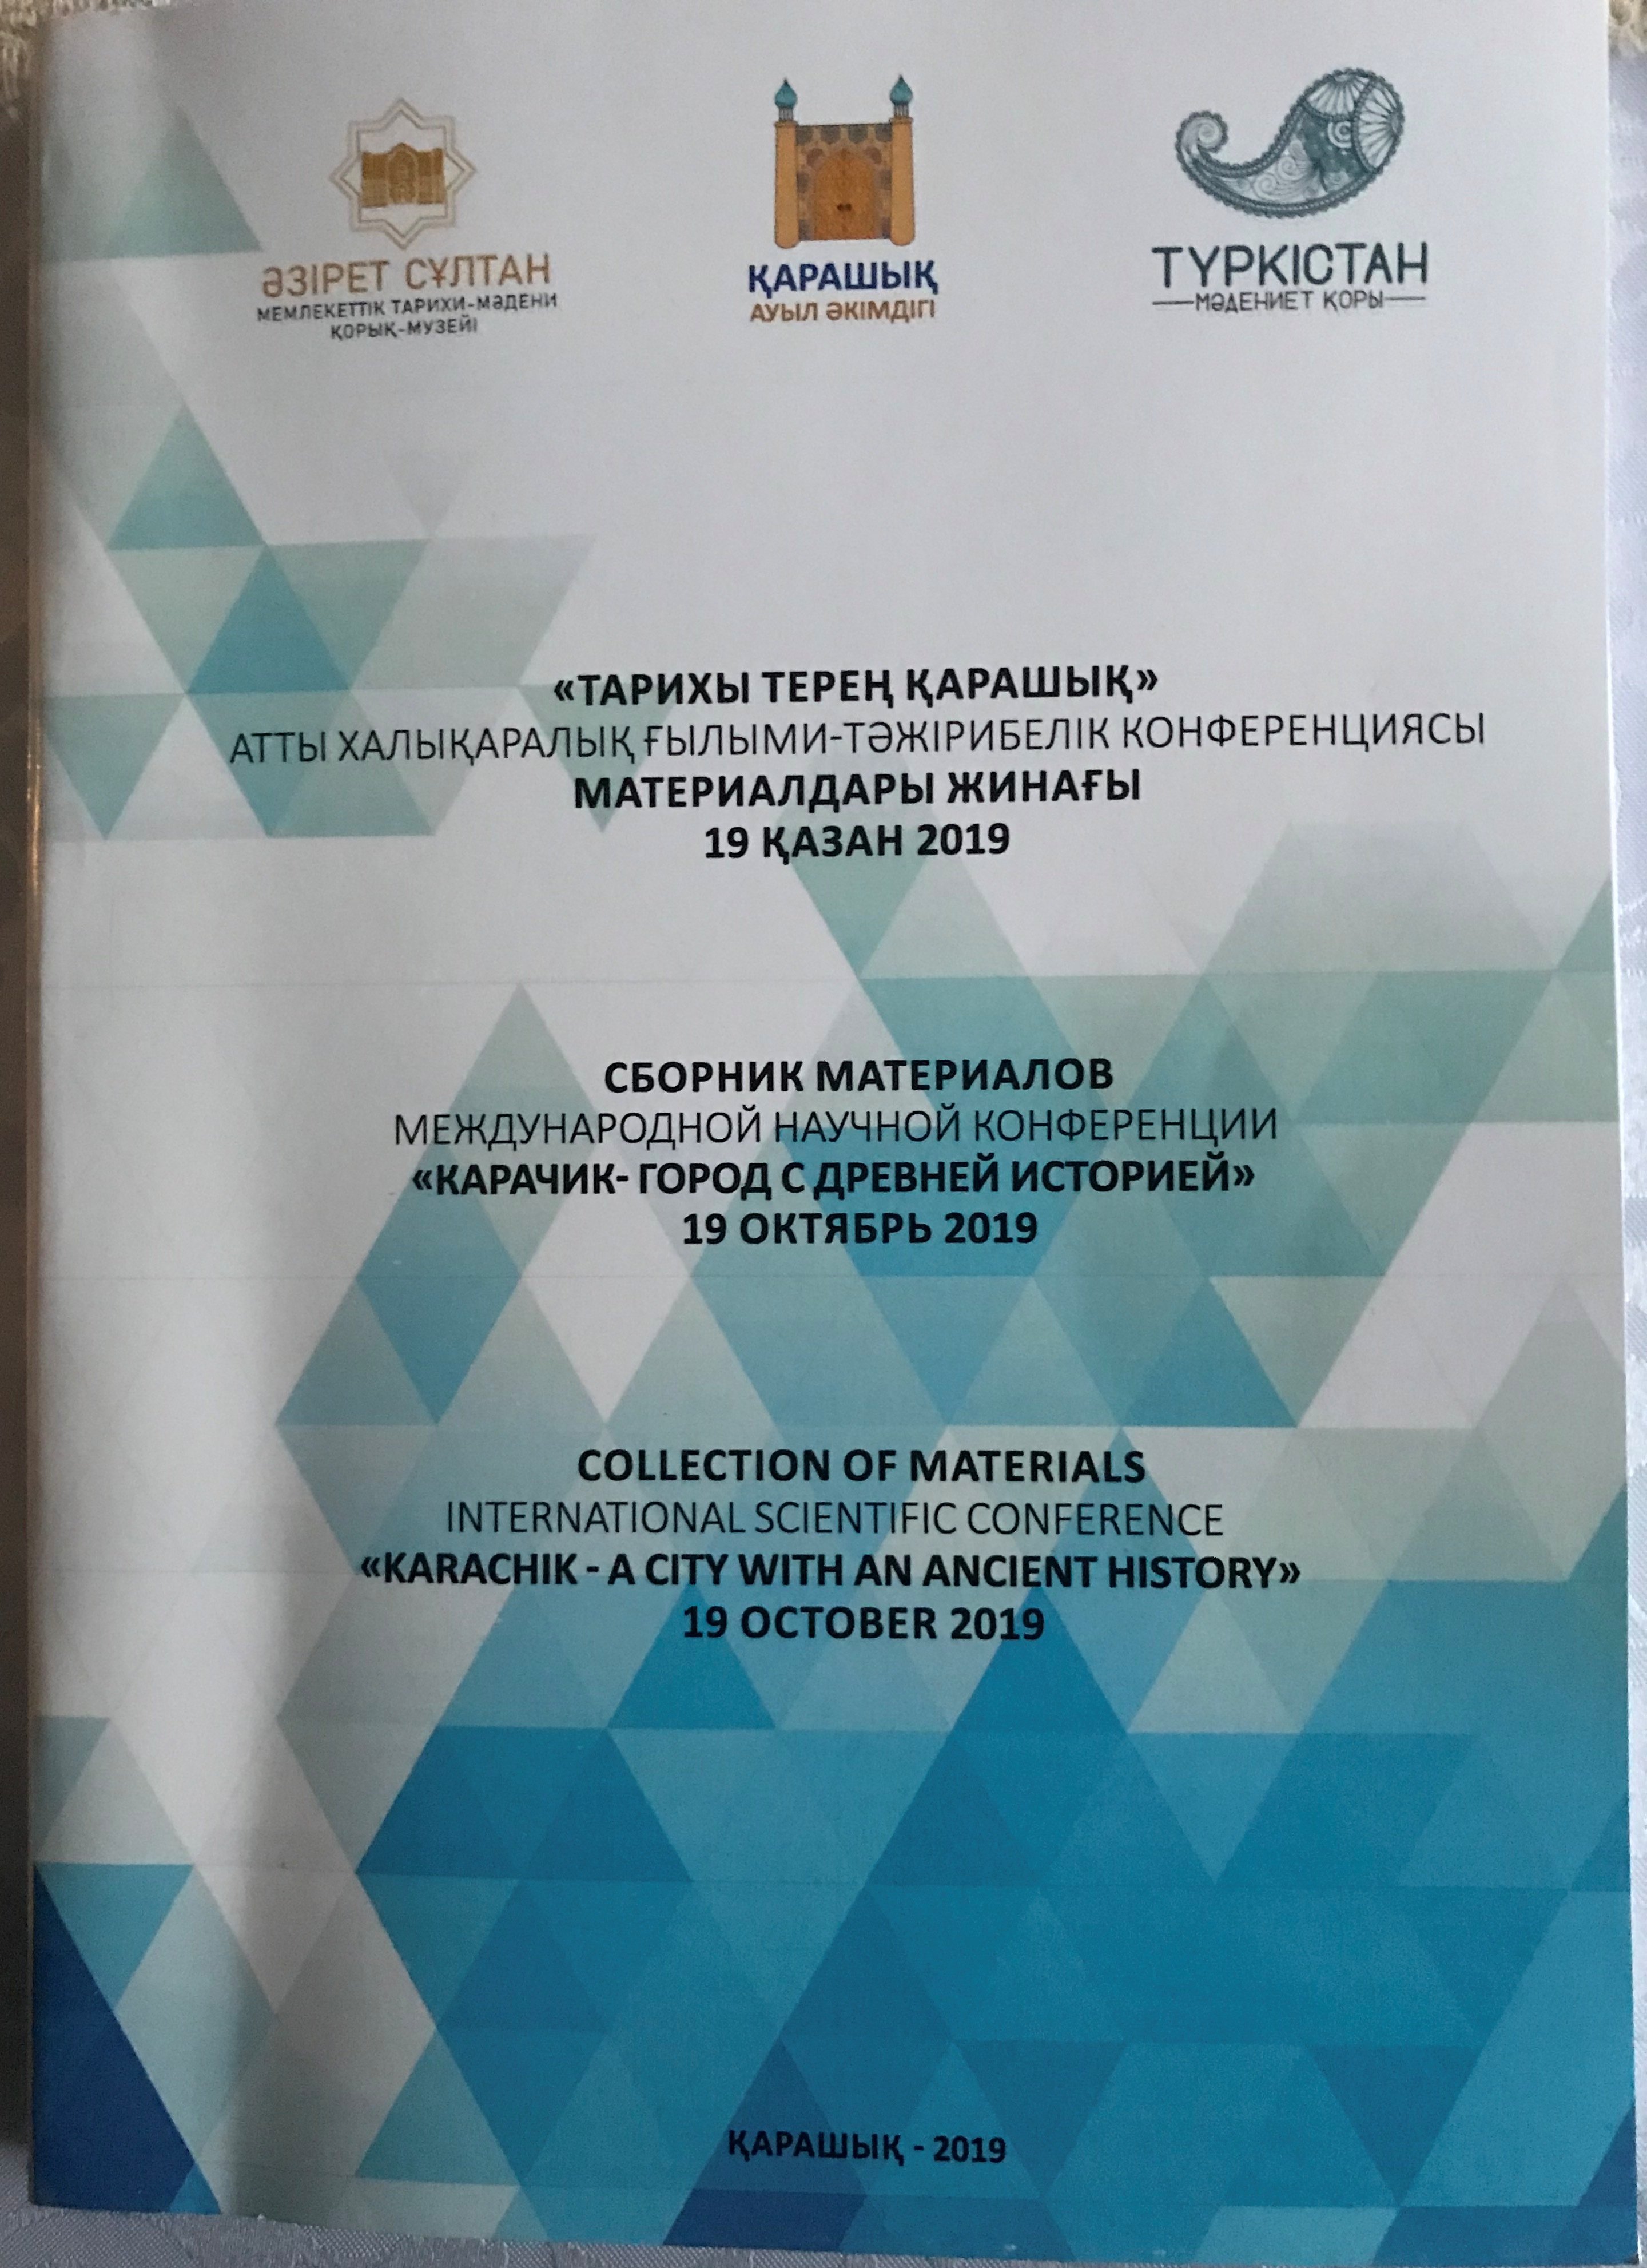 ӘЗІРЕТ СҰЛТАН
МЕМЛЕКЕТТІК ТАРИХИ-МӘДЕНИ
ҚОРЫҚ-МУЗЕЙІ
ҚАРАШЫҚ
АУЫЛ ӘКІМДІГІ
ТҮРКІСТАН
МӘДЕНИЕТ ҚОРЫ
«ТАРИХЫ ТЕРЕҢ ҚАРАШЫҚ»
АТТЫ ХАЛЫҚАРАЛЫҚ ҒЫЛЫМИ-ТӘЖІРИБЕЛІК КОНФЕРЕНЦИЯСЫ
МАТЕРИАЛДАРЫ ЖИНАҒЫ
19 ҚАЗАН 2019
СБОРНИК МАТЕРИАЛОВ
МЕЖДУНАРОДНОЙ НАУЧНОЙ КОНФЕРЕНЦИИ
«КАРАЧИК- ГОРОД С ДРЕВНЕЙ ИСТОРИЕЙ»
19 ОКТЯБРЬ 2019
COLLECTION OF MATERIALS
INTERNATIONAL SCIENTIFIC CONFERENCE
«KARACHIK - A CITY WITH AN ANCIENT HISTORY»
19 OCTOBER 2019
ҚАРАШЫҚ - 2019